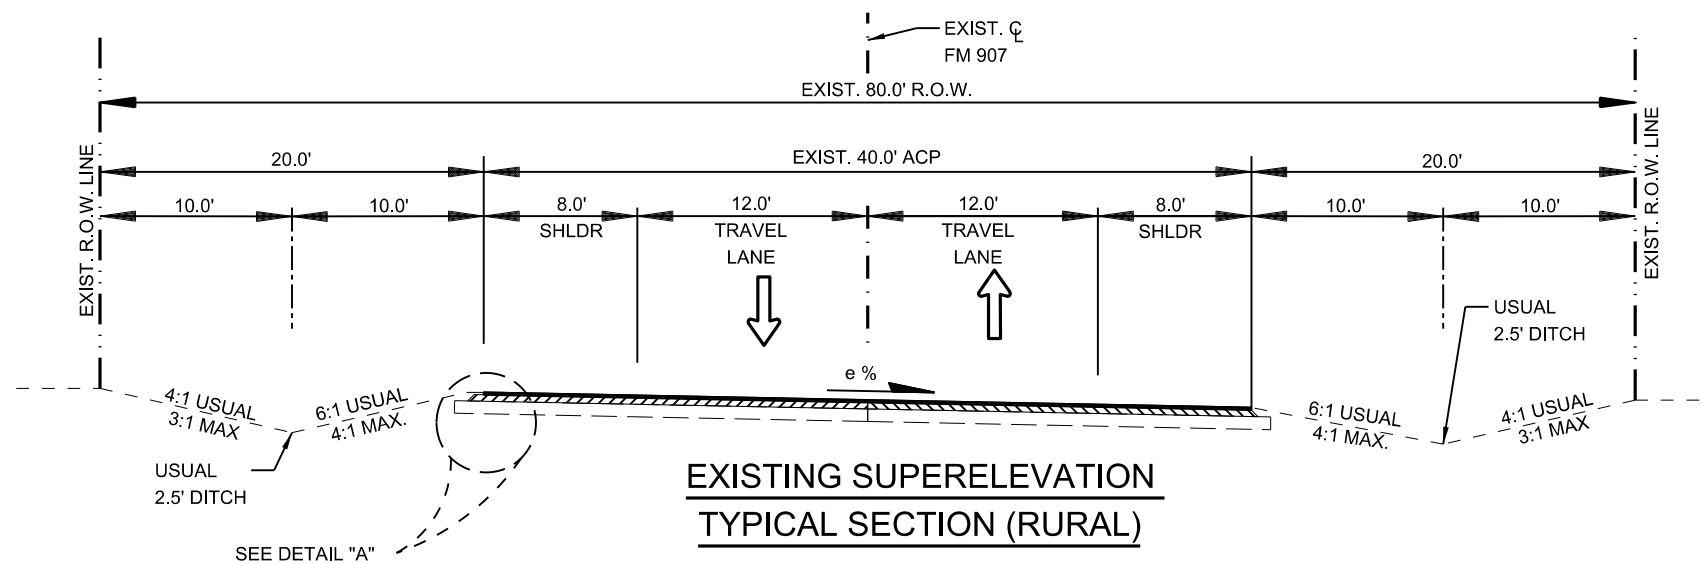 EXIST. ℄
FM 907
EXIST. 80.0' R.O.W.
EXIST. R.O.W. LINE
20.0'
EXIST. 40.0' ACP
20.0'
EXIST. R.O.W. LINE
10.0'
10.0'
8.0'
SHLDR
12.0'
TRAVEL
LANE
12.0'
TRAVEL
LANE
8.0'
SHLDR
10.0'
10.0'
USUAL
2.5' DITCH
e %
4:1 USUAL
3:1 MAX
6:1 USUAL
4:1 MAX.
6:1 USUAL
4:1 MAX.
4:1 USUAL
3:1 MAX
USUAL
2.5' DITCH
EXISTING SUPERELEVATION
TYPICAL SECTION (RURAL)
SEE DETAIL "A"